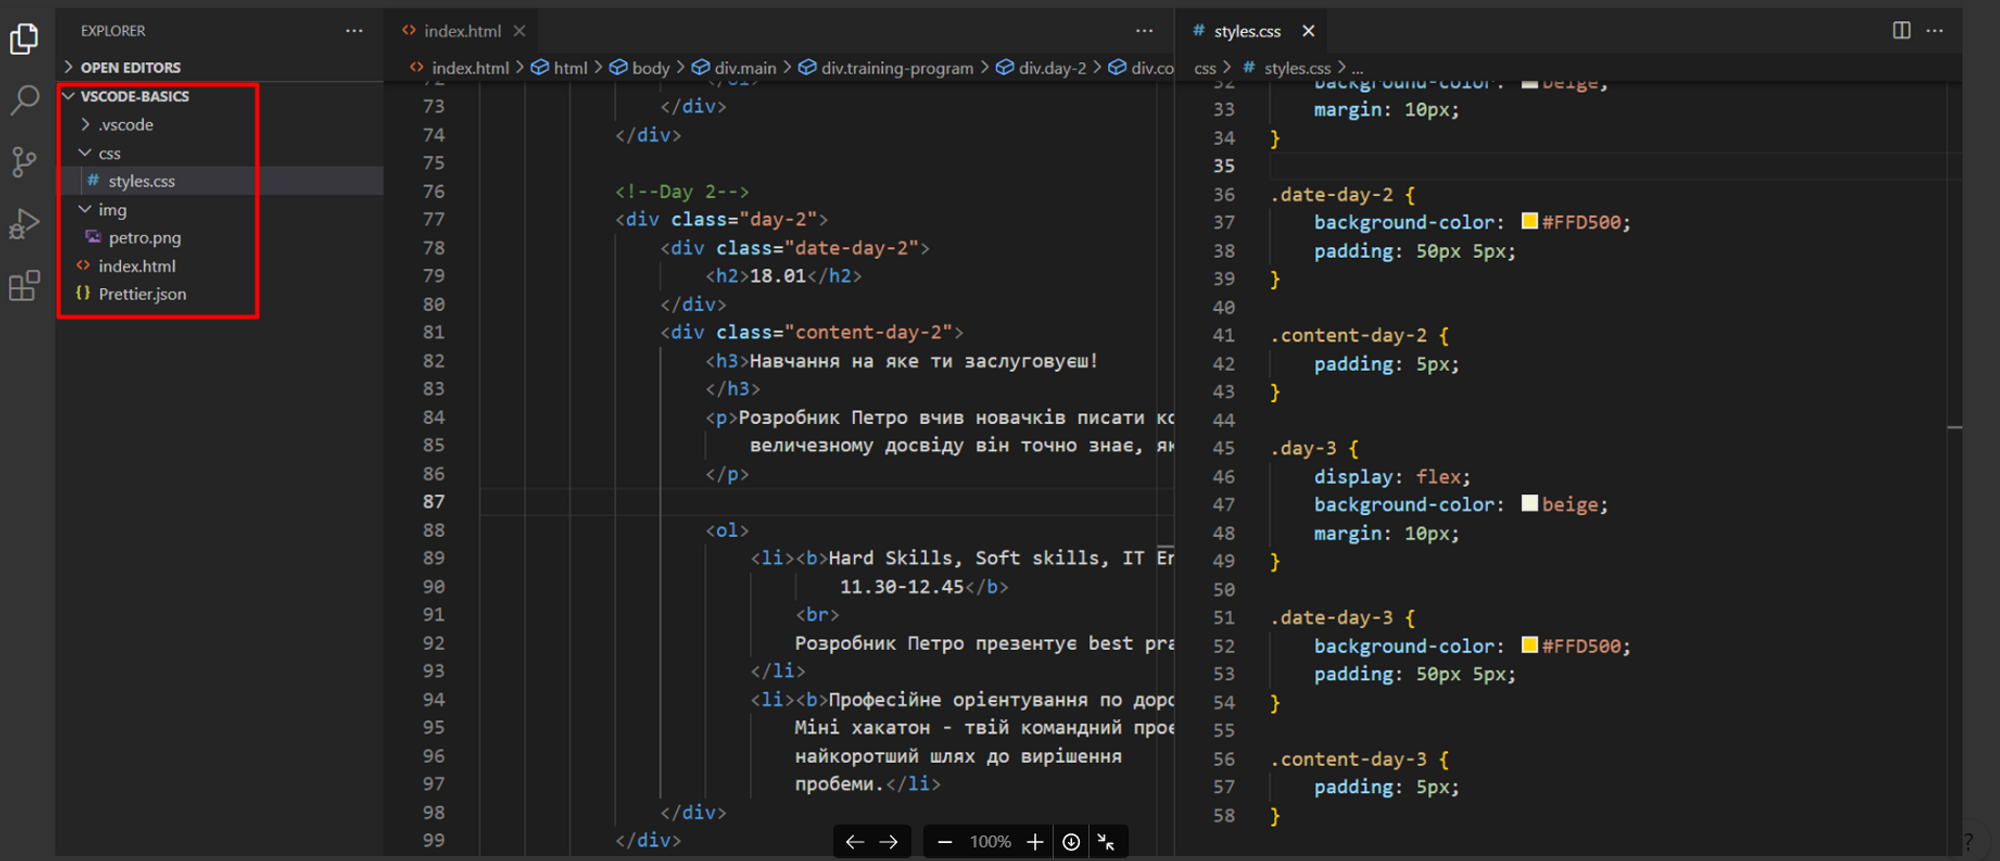 EXPLORER ...
OPEN EDITORS
VSCODE-BASICS
.vscode
css
# styles.css
img
petro.png
index.html
{} Prettier.json
index.html
...
index.html > html > body > div.main > div.training-program > div.day-2 > div.co
73 </div>
74 </div>
75
76 <!--Day 2-->
77 <div class="day-2">
78 <div class="date-day-2">
79 <h2>18.01</h2>
80 </div>
81 <div class="content-day-2">
82 <h3>Навчання на яке ти заслуговуєш!
83 </h3>
84 <p>Розробник Петро вчив новачків писати ко
85 величезному досвіду він точно знає, як
86 </p>
87
88 <ol>
89 <li><b>Hard Skills, Soft skills, IT En
90 11.30-12.45</b>
91 <br>
92 Розробник Петро презентує best pra
93 </li>
94 <li><b>Професійне орієнтування по доро
95 Міні хакатон - твій командний прое
96 найкоротший шлях до вирішення
97 пробеми.</li>
98 </div>
99 </div>
# styles.css
...
css > # styles.css > ...
32 background-color: beige;
33 margin: 10px;
34 }
35
36 .date-day-2 {
37 background-color: #FFD500;
38 padding: 50px 5px;
39 }
40
41 .content-day-2 {
42 padding: 5px;
43 }
44
45 .day-3 {
46 display: flex;
47 background-color: beige;
48 margin: 10px;
49 }
50
51 .date-day-3 {
52 background-color: #FFD500;
53 padding: 50px 5px;
54 }
55
56 .content-day-3 {
57 padding: 5px;
58 }
100%
?